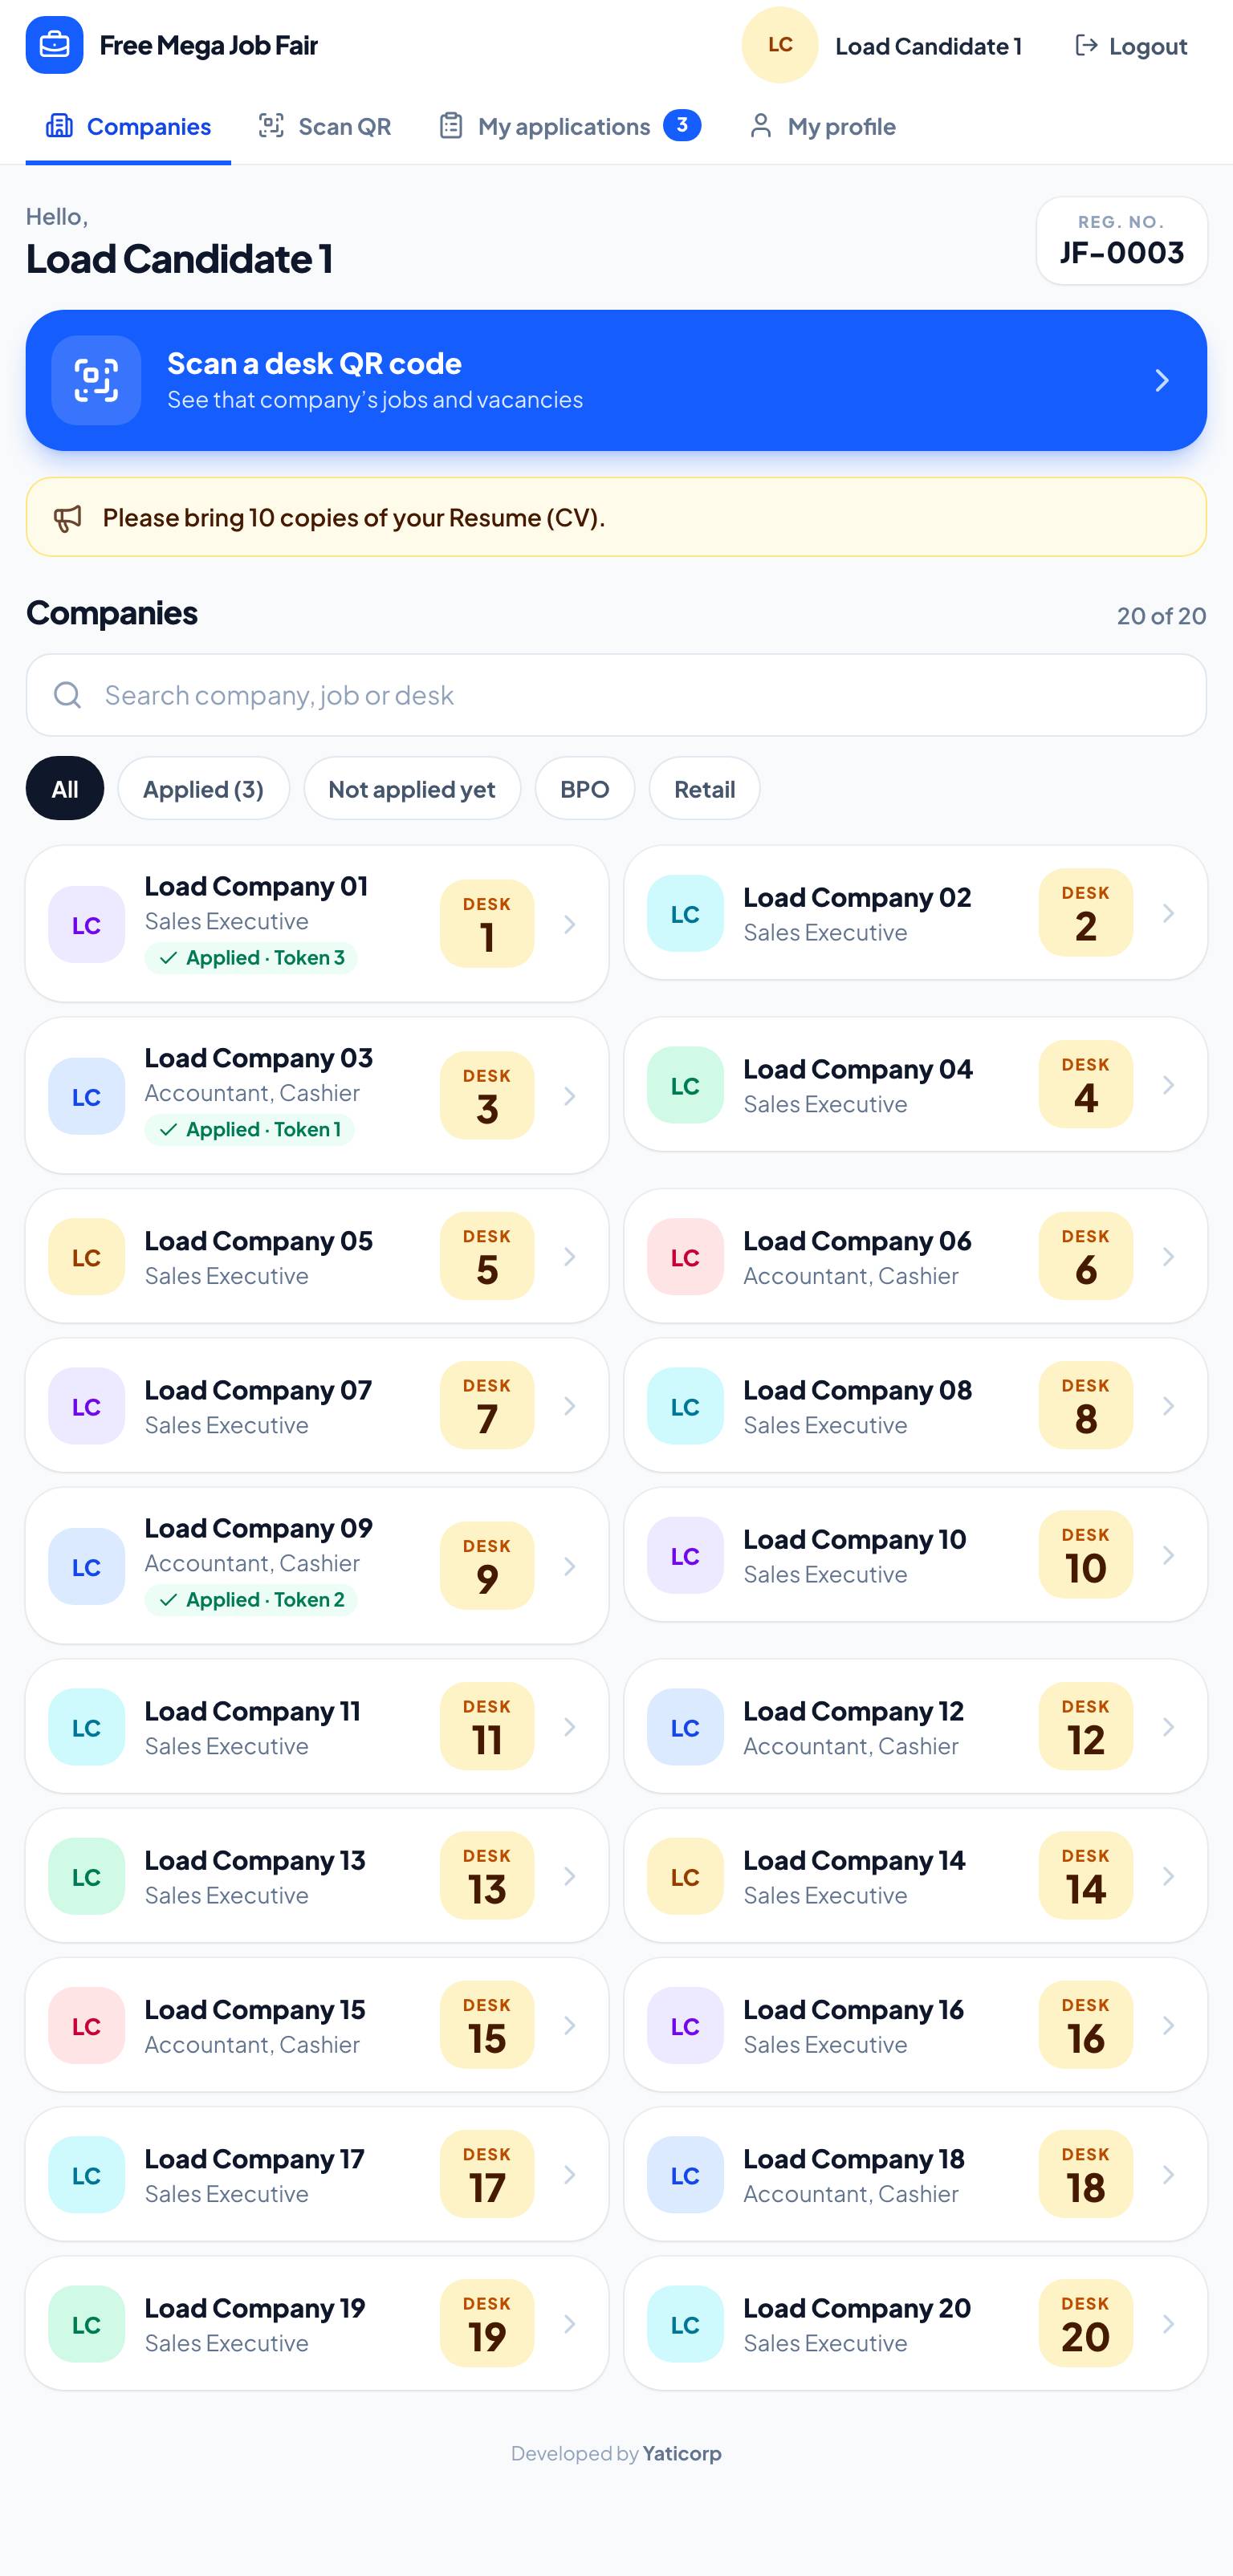 Free Mega Job Fair
LC Load Candidate 1 Logout
Companies Scan QR My applications 3 My profile
Hello,
Load Candidate 1
REG. NO.
JF-0003
Scan a desk QR code
See that company's jobs and vacancies
Please bring 10 copies of your Resume (CV).
Companies 20 of 20
Search company, job or desk
All Applied (3) Not applied yet BPO Retail
LC
Load Company 01
Sales Executive
Applied · Token 3
DESK
1
LC
Load Company 02
Sales Executive
DESK
2
LC
Load Company 03
Accountant, Cashier
Applied · Token 1
DESK
3
LC
Load Company 04
Sales Executive
DESK
4
LC
Load Company 05
Sales Executive
DESK
5
LC
Load Company 06
Accountant, Cashier
DESK
6
LC
Load Company 07
Sales Executive
DESK
7
LC
Load Company 08
Sales Executive
DESK
8
LC
Load Company 09
Accountant, Cashier
Applied · Token 2
DESK
9
LC
Load Company 10
Sales Executive
DESK
10
LC
Load Company 11
Sales Executive
DESK
11
LC
Load Company 12
Accountant, Cashier
DESK
12
LC
Load Company 13
Sales Executive
DESK
13
LC
Load Company 14
Sales Executive
DESK
14
LC
Load Company 15
Accountant, Cashier
DESK
15
LC
Load Company 16
Sales Executive
DESK
16
LC
Load Company 17
Sales Executive
DESK
17
LC
Load Company 18
Accountant, Cashier
DESK
18
LC
Load Company 19
Sales Executive
DESK
19
LC
Load Company 20
Sales Executive
DESK
20
Developed by Yaticorp